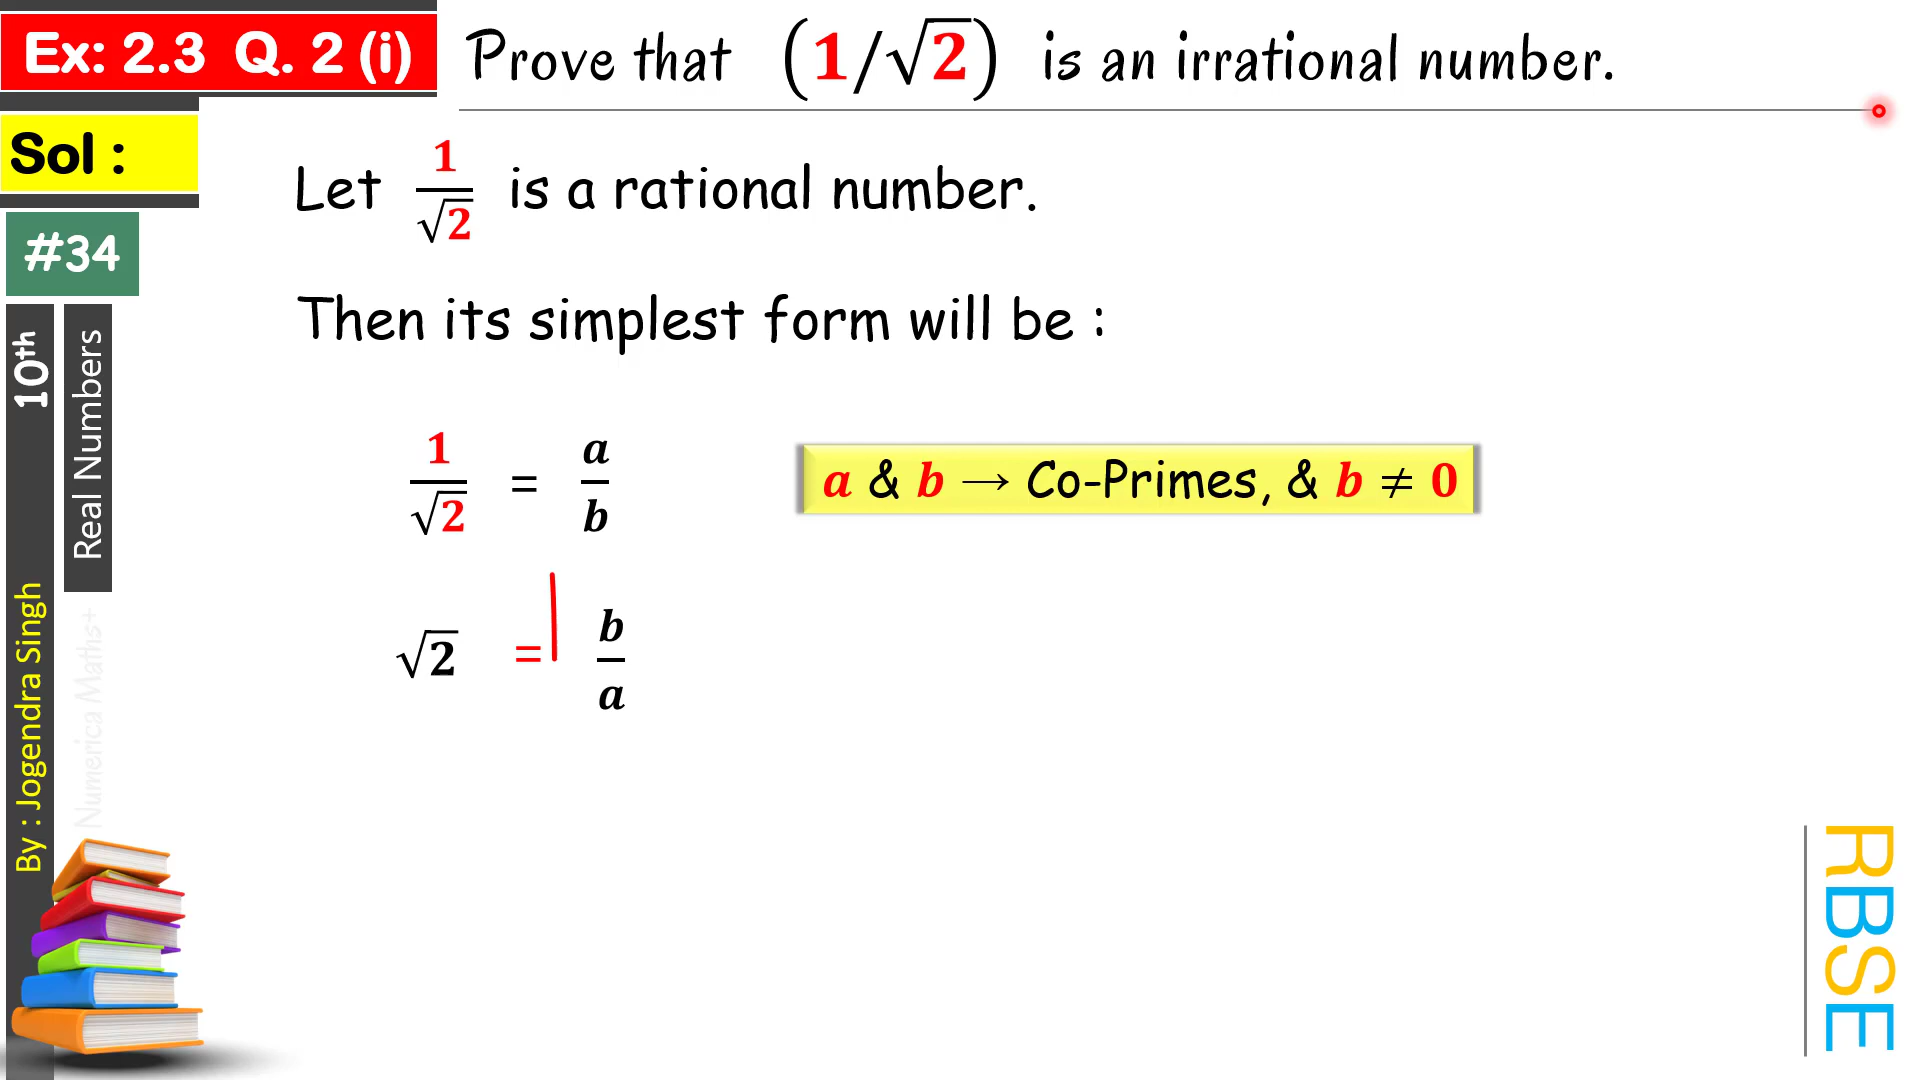 Ex: 2.3 Q. 2 (i)
Prove that (1/√2) is an irrational number.
Sol :
#34
Let 1/√2 is a rational number.
Then its simplest form will be :
1/√2 = a/b
a & b → Co-Primes, & b ≠ 0
√2 = b/a
10th
Real Numbers
By : Jogendra Singh
Numerica Maths+
RBSE